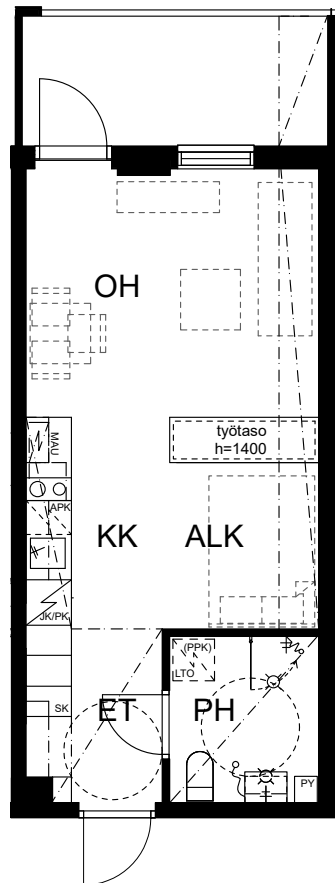 OH
työtaso
h=1400
MAU
APK
KK
ALK
JK/PK
SK
ET
(PPK)
LTO
PH
PY